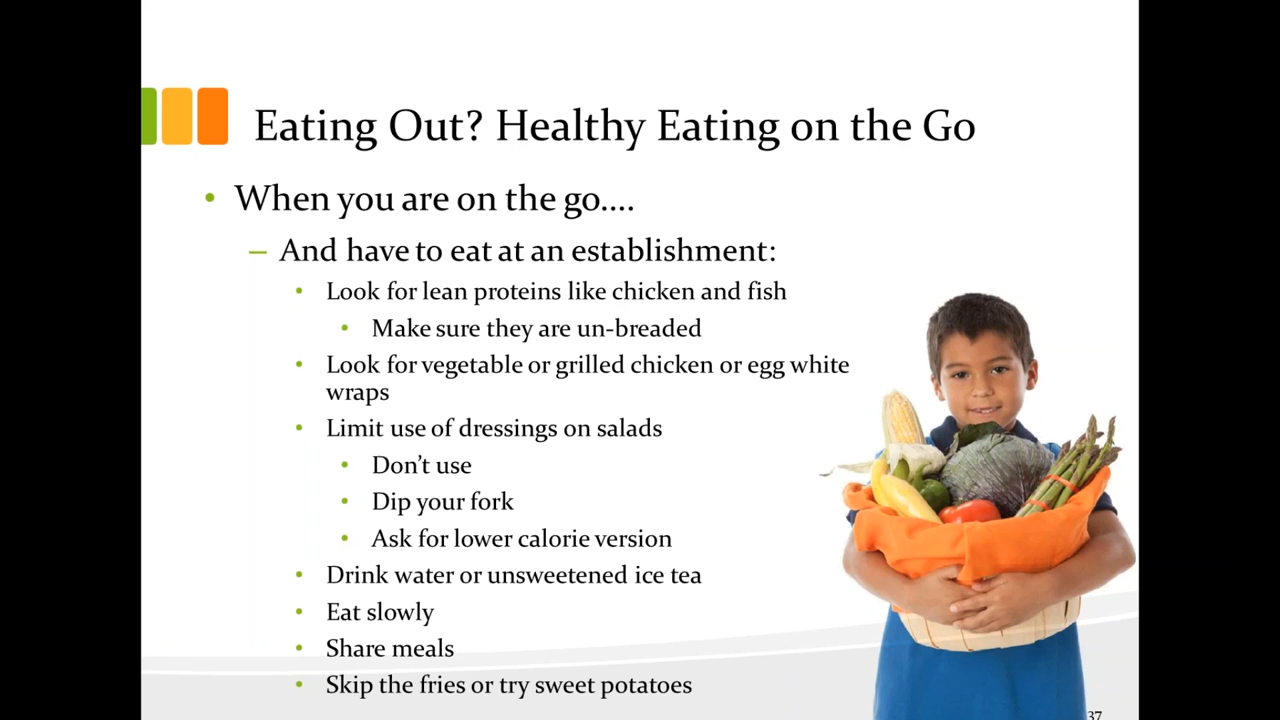 Eating Out? Healthy Eating on the Go
• When you are on the go....
– And have to eat at an establishment:
• Look for lean proteins like chicken and fish
• Make sure they are un-breaded
• Look for vegetable or grilled chicken or egg white
wraps
• Limit use of dressings on salads
• Don’t use
• Dip your fork
• Ask for lower calorie version
• Drink water or unsweetened ice tea
• Eat slowly
• Share meals
• Skip the fries or try sweet potatoes
37